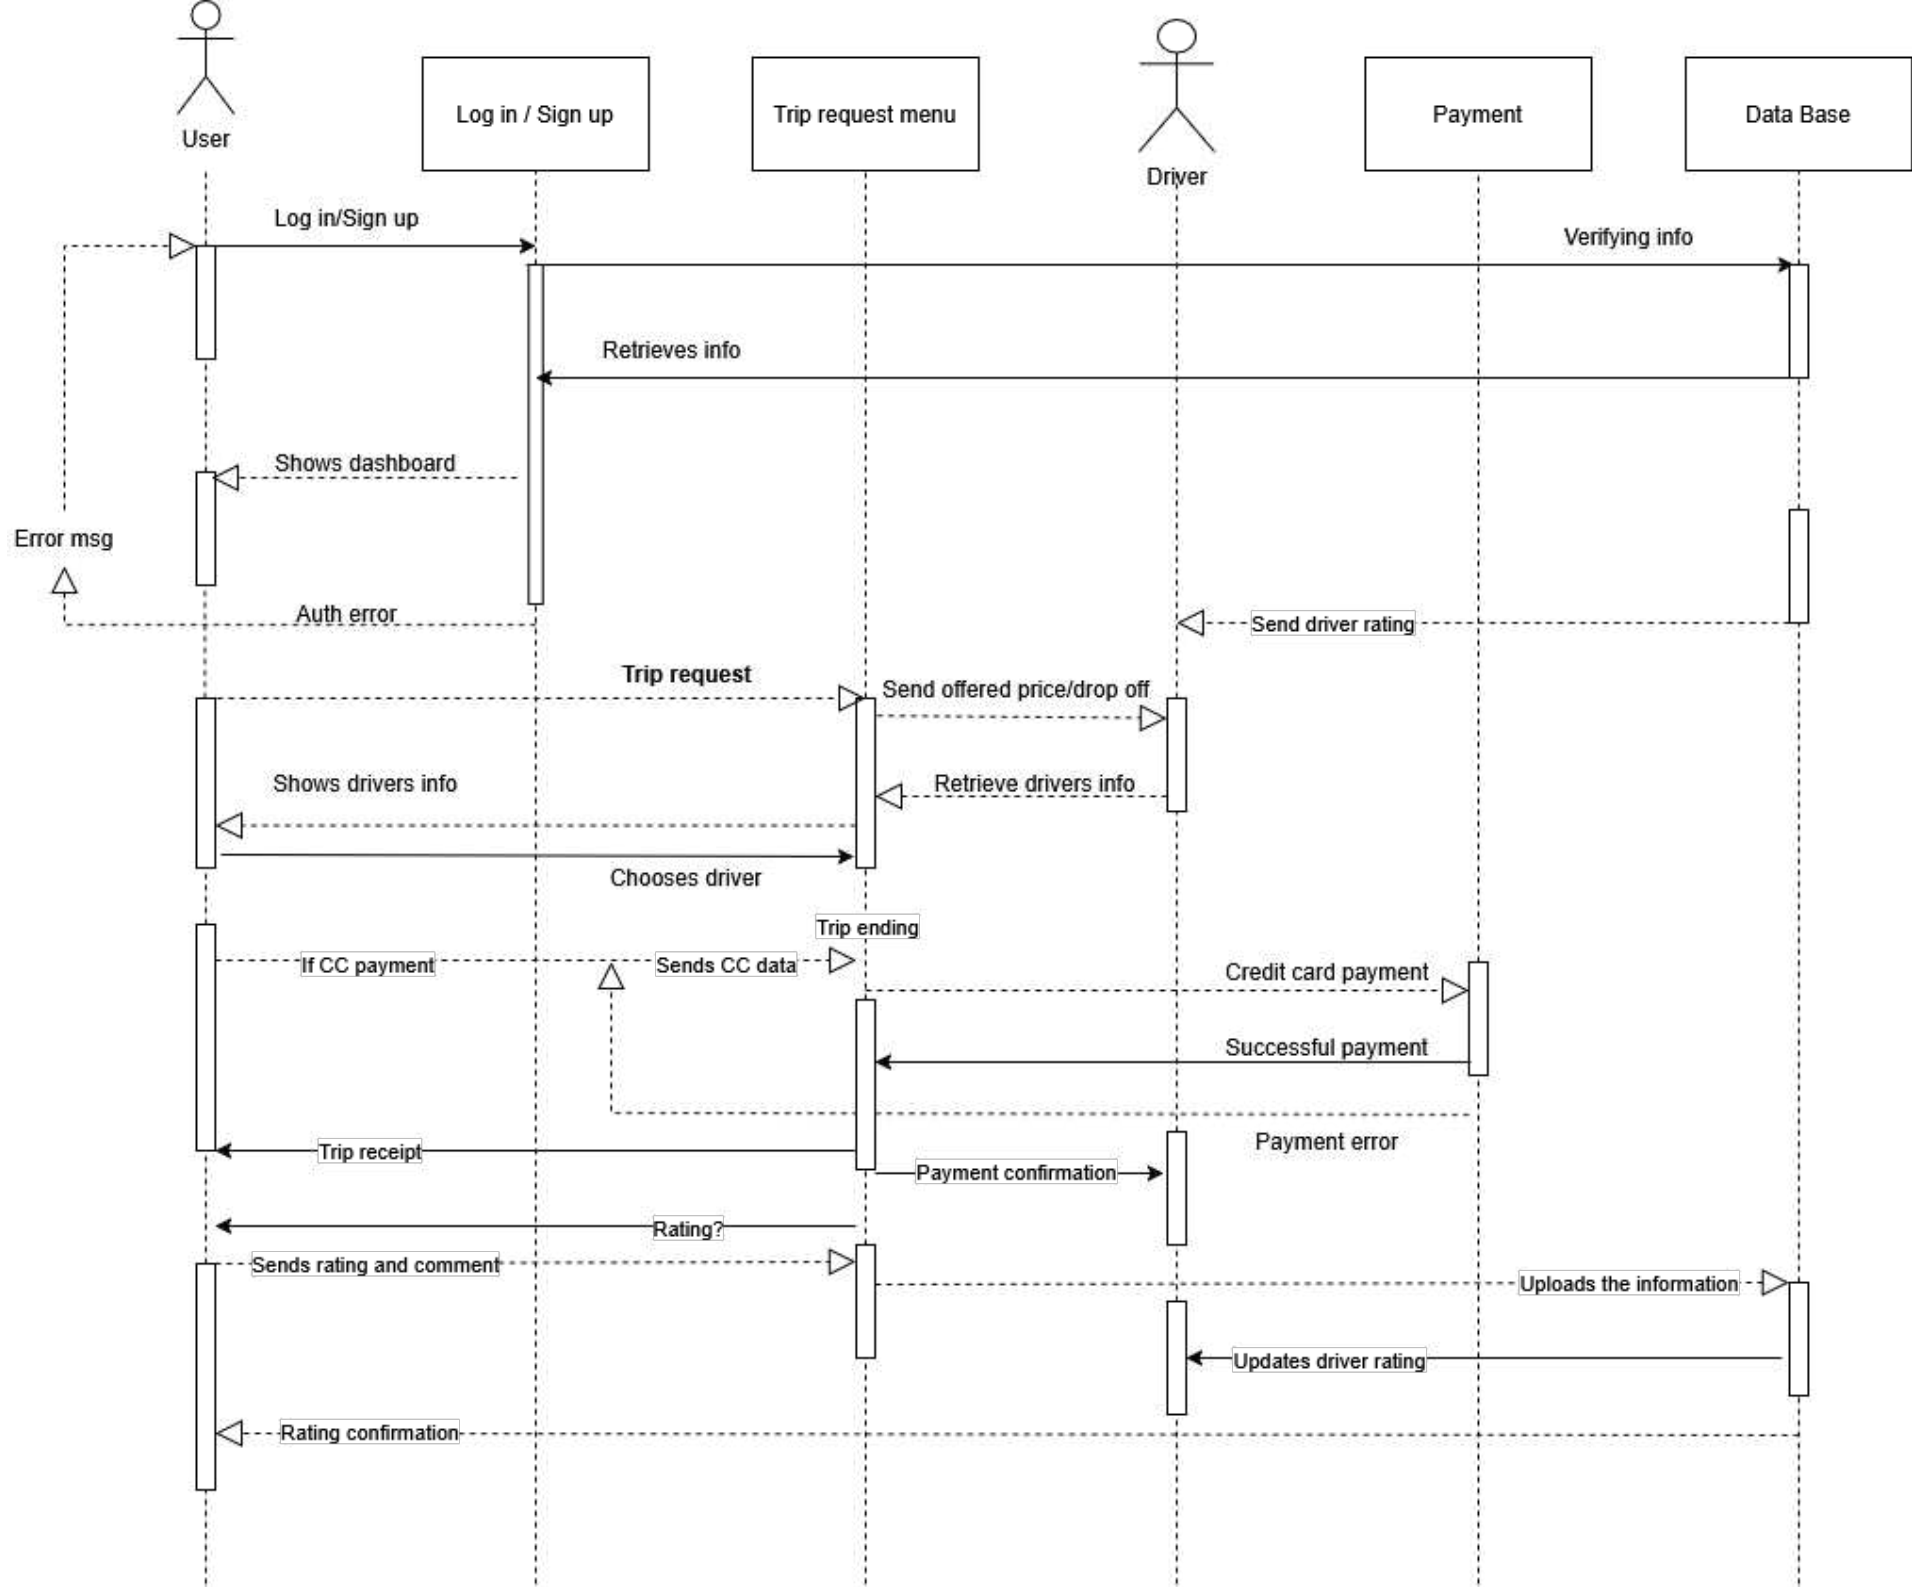 User
Log in / Sign up
Trip request menu
Driver
Payment
Data Base
Log in/Sign up
Verifying info
Retrieves info
Shows dashboard
Error msg
Auth error
Send driver rating
Trip request
Send offered price/drop off
Shows drivers info
Retrieve drivers info
Chooses driver
Trip ending
If CC payment
Sends CC data
Credit card payment
Successful payment
Payment error
Trip receipt
Payment confirmation
Rating?
Sends rating and comment
Uploads the information
Updates driver rating
Rating confirmation